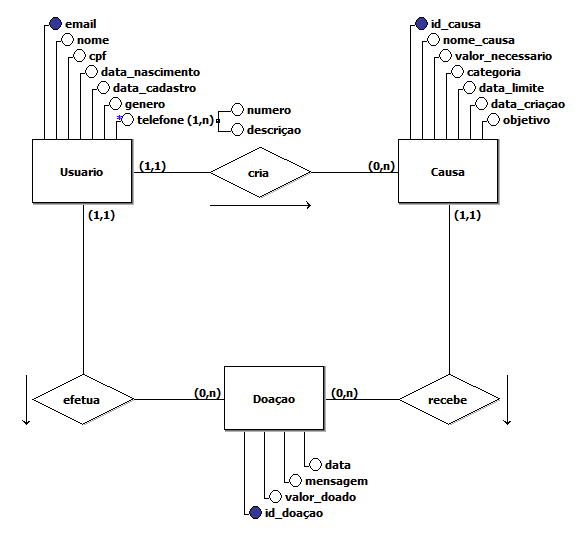 email
nome
cpf
data_nascimento
data_cadastro
genero
* telefone (1,n)
numero
descriçao
id_causa
nome_causa
valor_necessario
categoria
data_limite
data_criaçao
objetivo
Usuario
(1,1)
cria
(0,n)
Causa
(1,1)
(1,1)
efetua
(0,n)
Doaçao
(0,n)
recebe
data
mensagem
valor_doado
id_doaçao